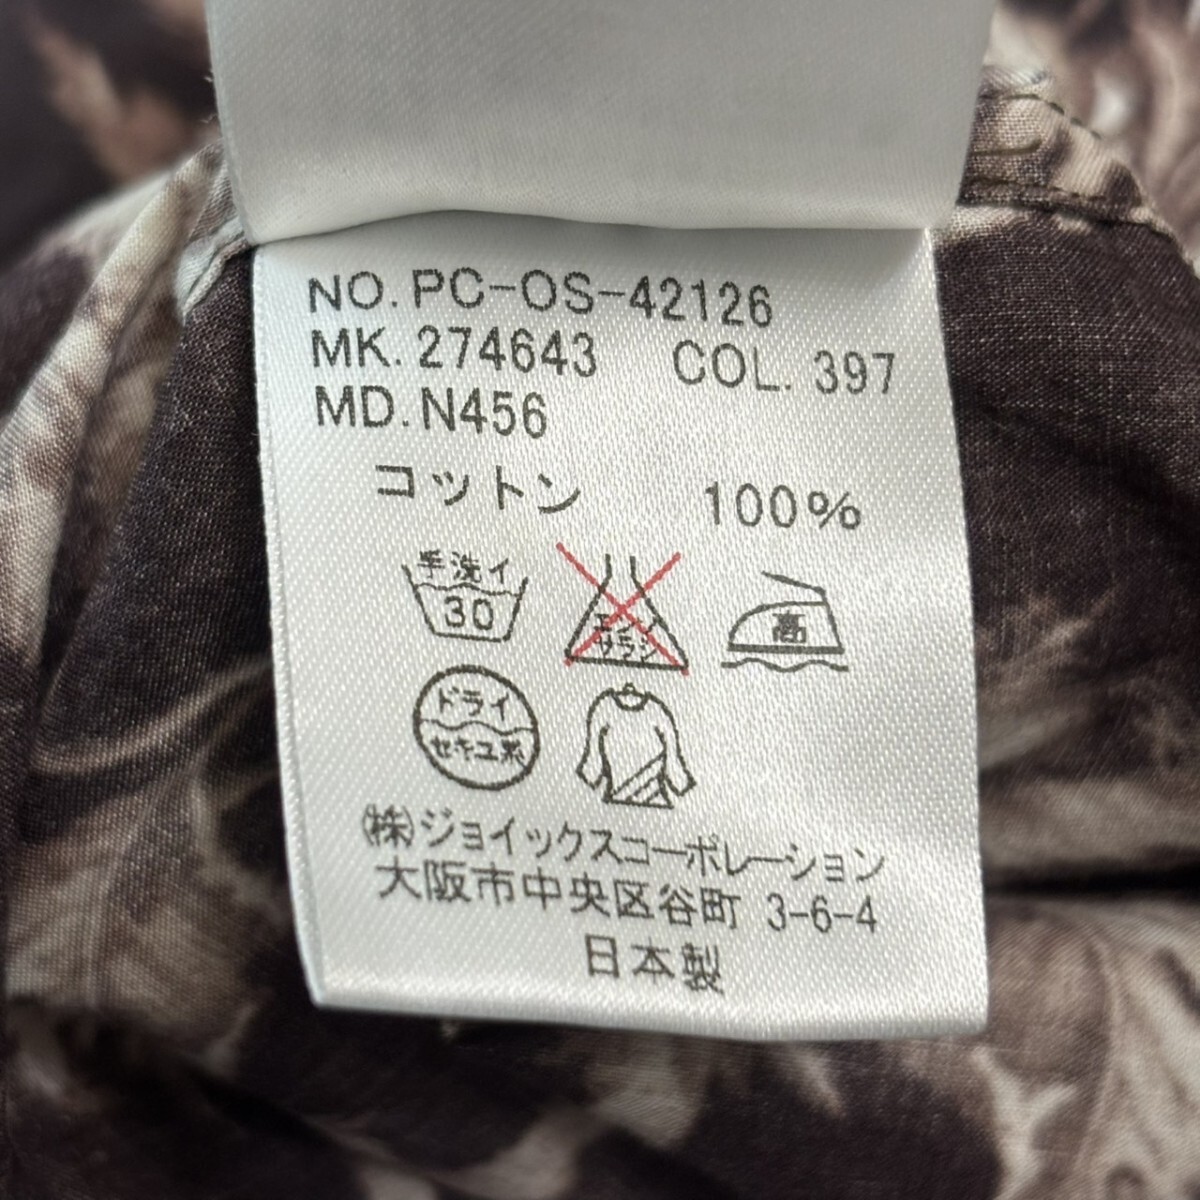 NO. PC-OS-42126
MK. 274643 COL. 397
MD. N456
コットン 100%
手洗イ
30
エンソ
サラシ
高
ドライ
セキユ系
㈱ジョイックスコーポレーション
大阪市中央区谷町 3-6-4
日本製